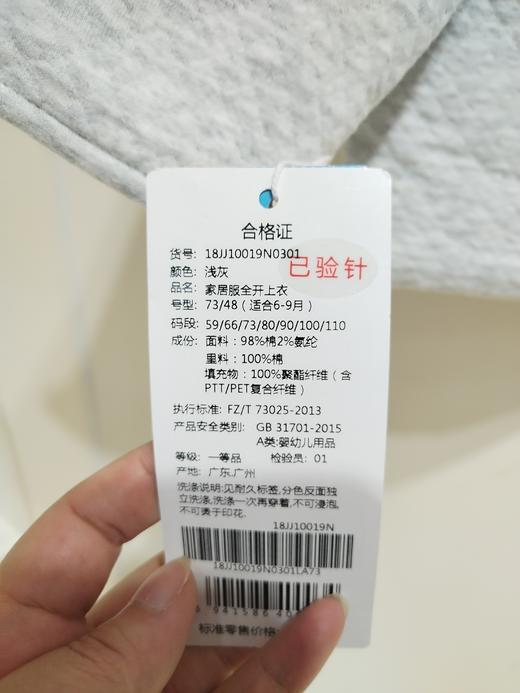 合格证
货号: 18JJ10019N0301
已验针
颜色: 浅灰
品名: 家居服全开上衣
号型: 73/48（适合6-9月）
码段: 59/66/73/80/90/100/110
成份: 面料: 98%棉2%氨纶
里料: 100%棉
填充物: 100%聚酯纤维（含
PTT/PET复合纤维）
执行标准: FZ/T 73025-2013
产品安全类别: GB 31701-2015
A类:婴幼儿用品
等级: 一等品 检验员: 01
产地: 广东.广州
洗涤说明:见耐久标签,分色反面独
立洗涤,洗涤一次再穿着,不可浸泡,
不可烫于印花.
18JJ10019N
18JJ10019N0301LA73
941586 40
标准零售价格